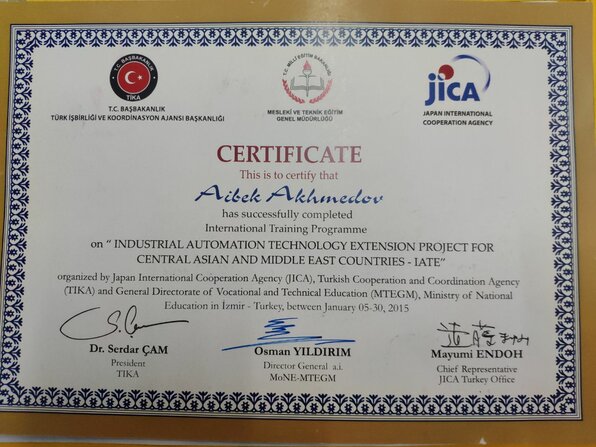 T.C. BAŞBAKANLIK
TİKA
T.C. BAŞBAKANLIK
TÜRK İŞBİRLİĞİ VE KOORDİNASYON AJANSI BAŞKANLIĞI
T.C. MİLLÎ EĞİTİM BAKANLIĞI
MESLEKİ VE TEKNİK EĞİTİM
GENEL MÜDÜRLÜĞÜ
JICA
JAPAN INTERNATIONAL
COOPERATION AGENCY
CERTIFICATE
This is to certify that
Aibek Akhmedov
has successfully completed
International Training Programme
on “ INDUSTRIAL AUTOMATION TECHNOLOGY EXTENSION PROJECT FOR
CENTRAL ASIAN AND MIDDLE EAST COUNTRIES - IATE”
organized by Japan International Cooperation Agency (JICA), Turkish Cooperation and Coordination Agency
(TIKA) and General Directorate of Vocational and Technical Education (MTEGM), Ministry of National
Education in İzmir - Turkey, between January 05-30, 2015
Dr. Serdar ÇAM
President
TIKA
Osman YILDIRIM
Director General a.i.
MoNE-MTEGM
Mayumi ENDOH
Chief Representative
JICA Turkey Office